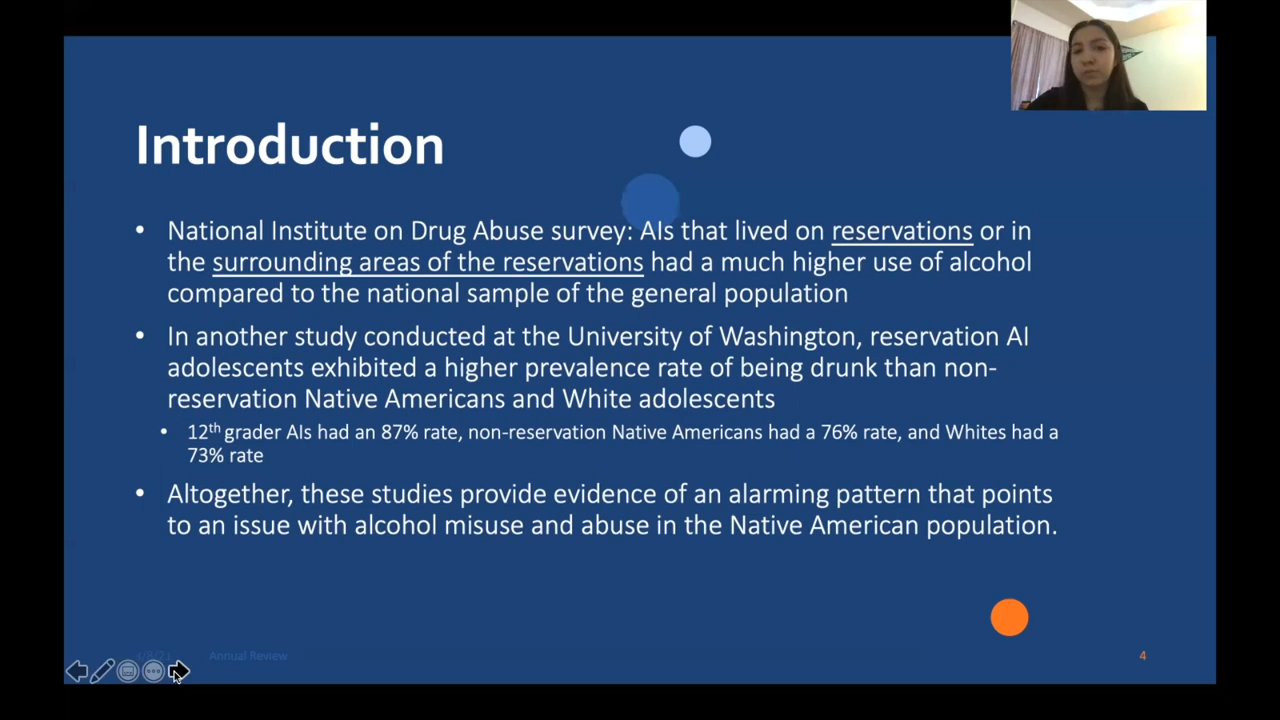 Introduction
• National Institute on Drug Abuse survey: AIs that lived on reservations or in
the surrounding areas of the reservations had a much higher use of alcohol
compared to the national sample of the general population
• In another study conducted at the University of Washington, reservation AI
adolescents exhibited a higher prevalence rate of being drunk than non-
reservation Native Americans and White adolescents
• 12th grader AIs had an 87% rate, non-reservation Native Americans had a 76% rate, and Whites had a
73% rate
• Altogether, these studies provide evidence of an alarming pattern that points
to an issue with alcohol misuse and abuse in the Native American population.
Annual Review
4